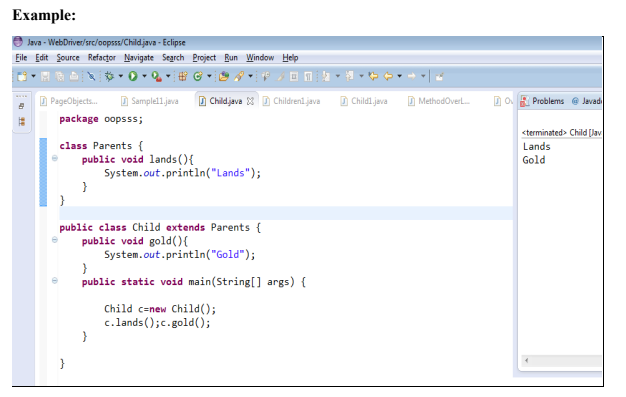 Example:
Java - WebDriver/src/oopsss/Child.java - Eclipse
File Edit Source Refactor Navigate Search Project Run Window Help
PageObjects... Sample11.java Child.java Children1.java Child1.java MethodOverL... Problems Javad
<terminated> Child [Jav
Lands
Gold
package oopsss;
class Parents {
public void lands(){
System.out.println("Lands");
}
}
public class Child extends Parents {
public void gold(){
System.out.println("Gold");
}
public static void main(String[] args) {
Child c=new Child();
c.lands();c.gold();
}
}